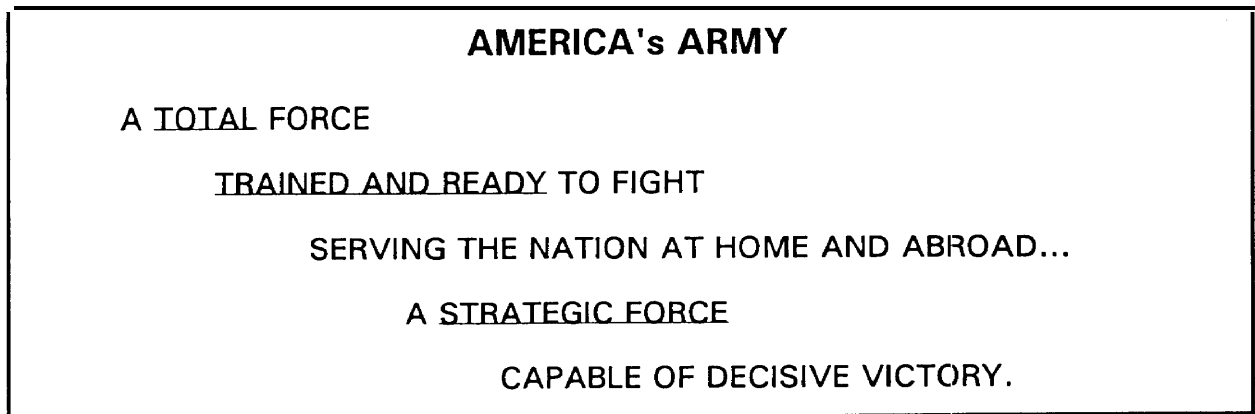 AMERICA's ARMY
A TOTAL FORCE
TRAINED AND READY TO FIGHT
SERVING THE NATION AT HOME AND ABROAD...
A STRATEGIC FORCE
CAPABLE OF DECISIVE VICTORY.